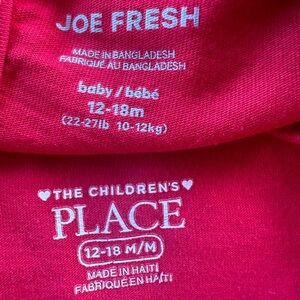 JOE FRESH
MADE IN BANGLADESH
FABRIQUÉ AU BANGLADESH
baby / bébé
12-18m
(22-27lb 10-12kg)
THE CHILDREN'S
PLACE
12-18 M/M
MADE IN HAITI
FABRIQUÉ EN HAÏTI